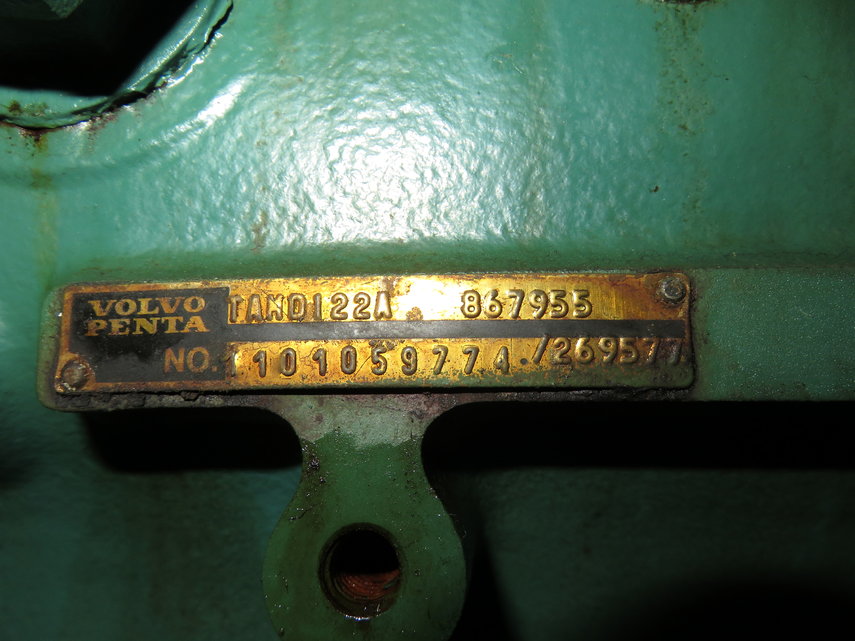 VOLVO
PENTA
TAMD122A 867955
NO. 1101059774 /269577